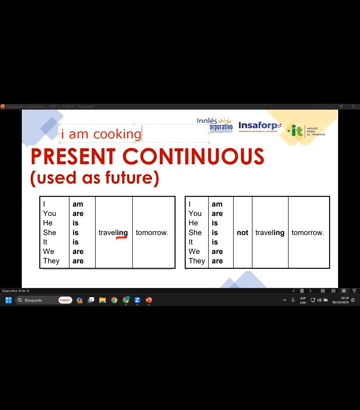 Inglés
corporativo
Insaforp
it
i am cooking
PRESENT CONTINUOUS
(used as future)
I am
You are
He is
She is traveling tomorrow.
It is
We are
They are
I am
You are
He is
She is not traveling tomorrow.
It is
We are
They are
Búsqueda
ESP